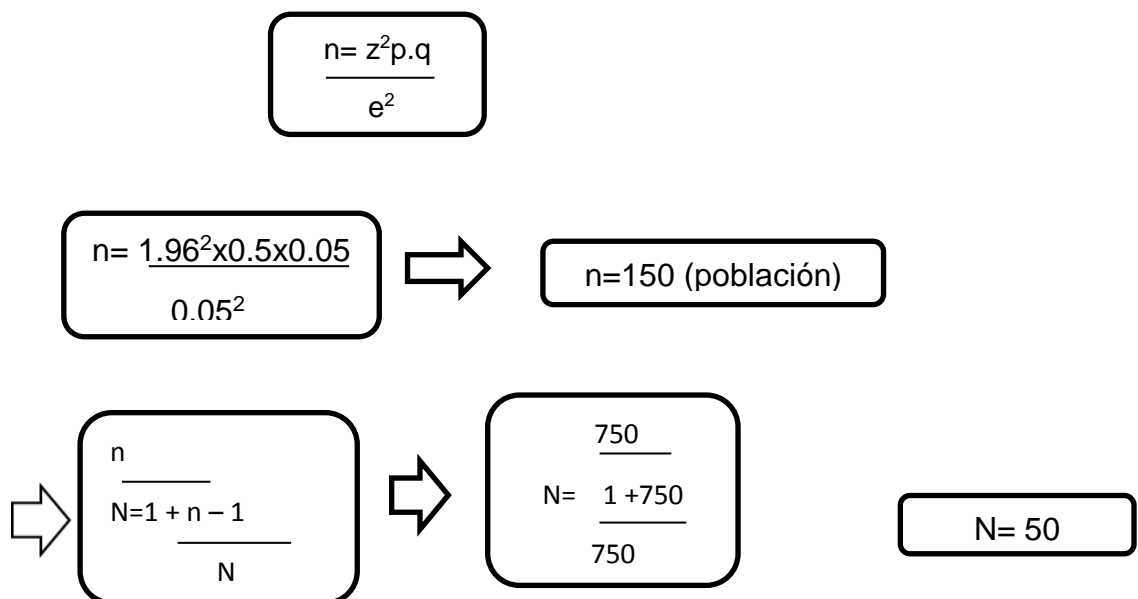 n= z²p.q
e²
n= 1.96²x0.5x0.05
0.05²
n=150 (población)
n
N=1 + n – 1
N
750
N= 1 +750
750
N= 50